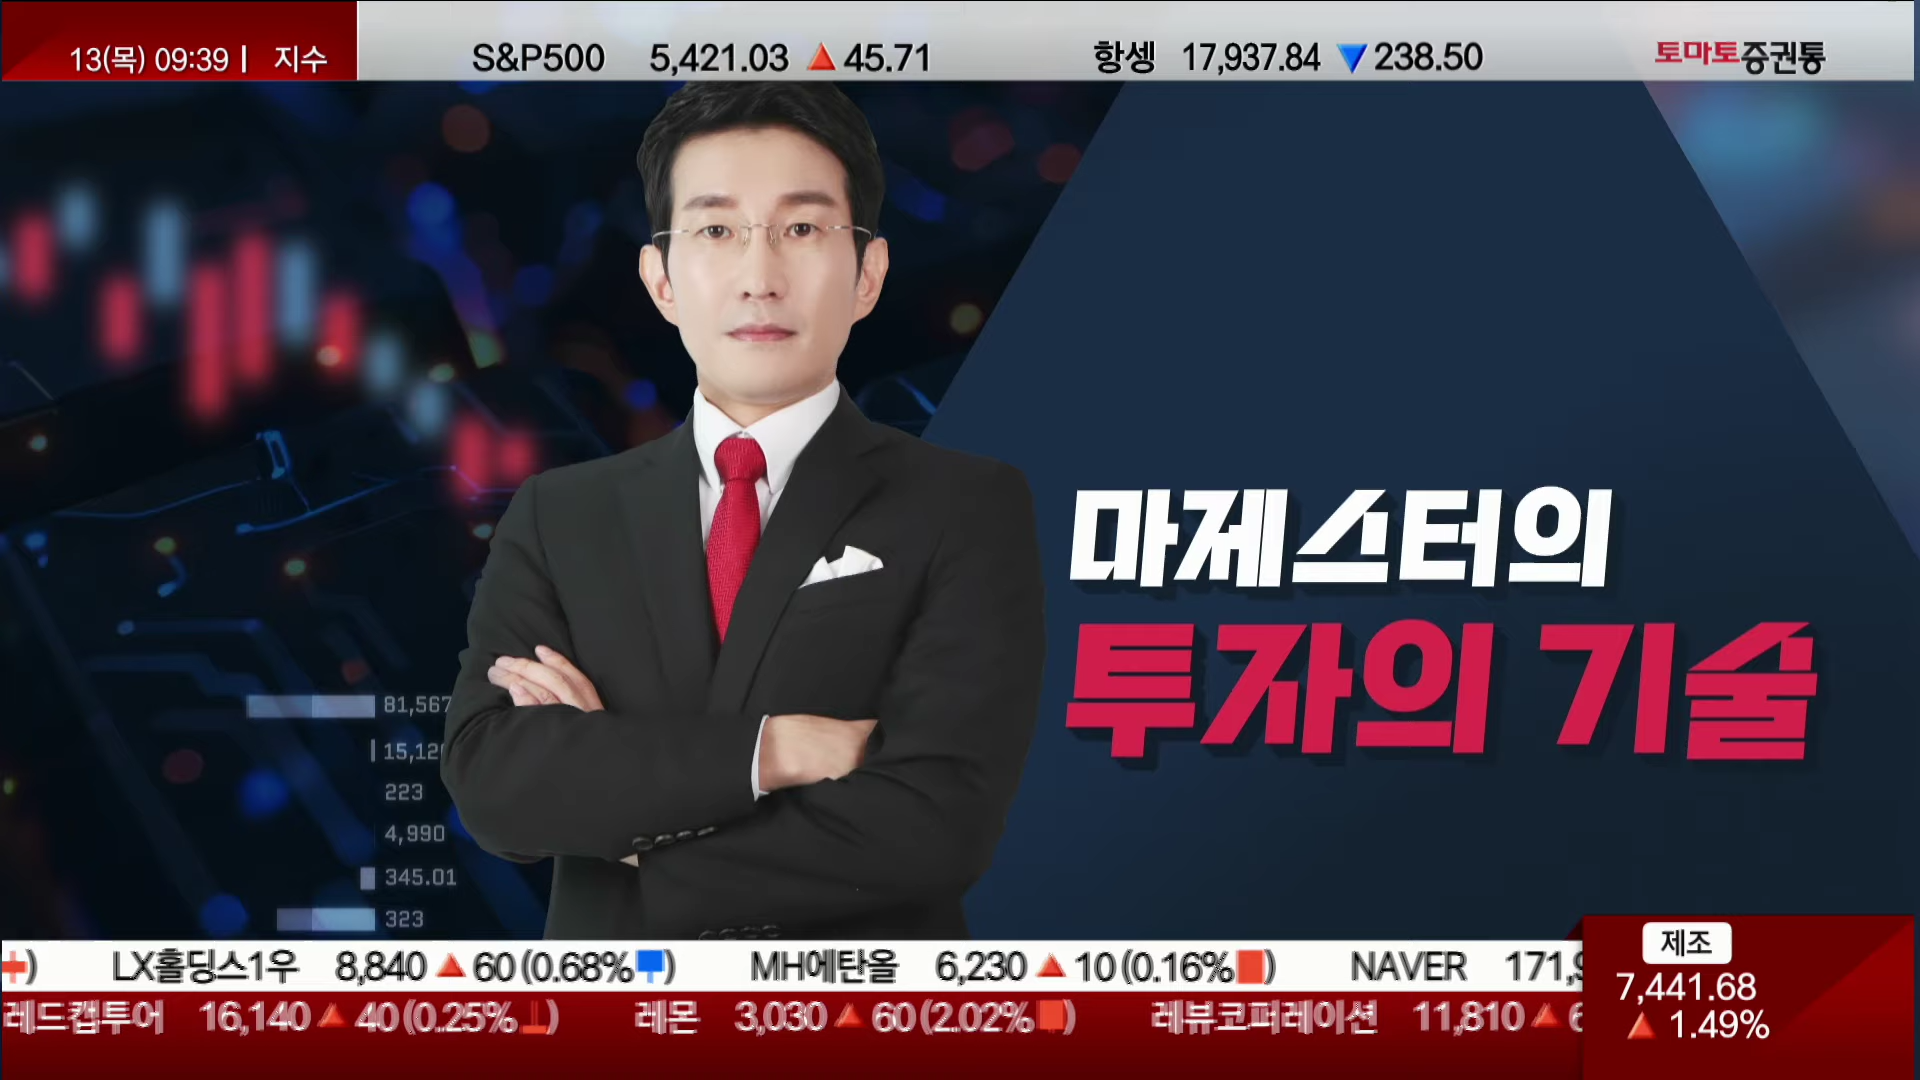 13(목) 09:39 | 지수 S&P500 5,421.03 ▲ 45.71 항셍 17,937.84 ▼ 238.50 토마토증권통
마제스터의
투자의 기술
81,567
15,12
223
4,990
345.01
323
LX홀딩스1우 8,840 ▲ 60 (0.68% ) MH에탄올 6,230 ▲ 10 (0.16% ) NAVER 171,9
레드캡투어 16,140 ▲ 40 (0.25% ) 레몬 3,030 ▲ 60 (2.02% ) 레뷰코퍼레이션 11,810 ▲ 6
제조
7,441.68
▲ 1.49%